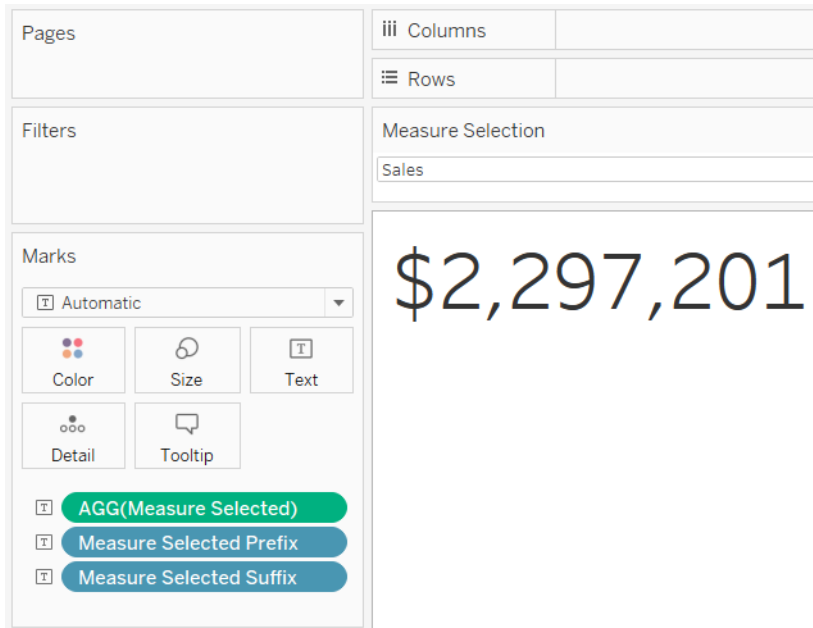 Pages
Columns
Rows
Filters
Measure Selection
Sales
Marks
Automatic
$2,297,201
Color Size Text
Detail Tooltip
AGG(Measure Selected)
Measure Selected Prefix
Measure Selected Suffix